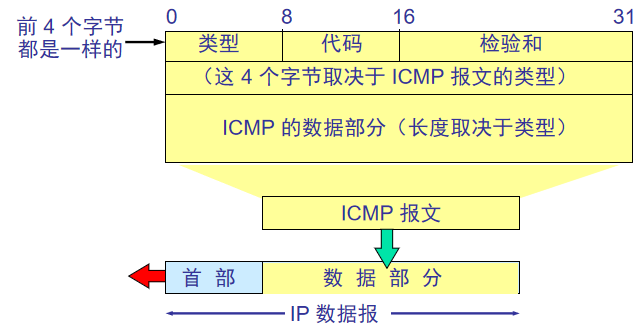 0 8 16 31
前 4 个字节
都是一样的
类型 代码 检验和
（这 4 个字节取决于 ICMP 报文的类型）
ICMP 的数据部分（长度取决于类型）
ICMP 报文
首 部 数 据 部 分
IP 数据报